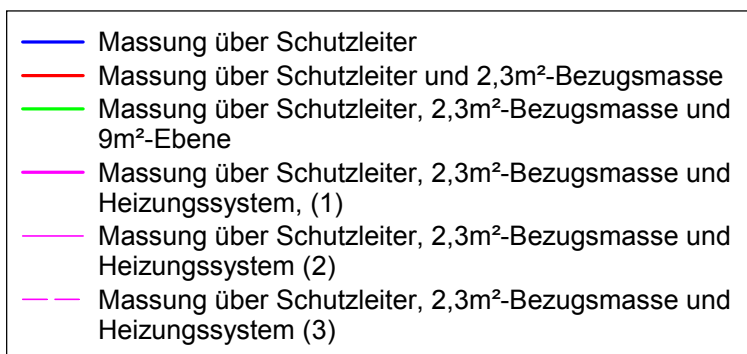 Massung über Schutzleiter
Massung über Schutzleiter und 2,3m²-Bezugsmasse
Massung über Schutzleiter, 2,3m²-Bezugsmasse und
9m²-Ebene
Massung über Schutzleiter, 2,3m²-Bezugsmasse und
Heizungssystem, (1)
Massung über Schutzleiter, 2,3m²-Bezugsmasse und
Heizungssystem (2)
Massung über Schutzleiter, 2,3m²-Bezugsmasse und
Heizungssystem (3)